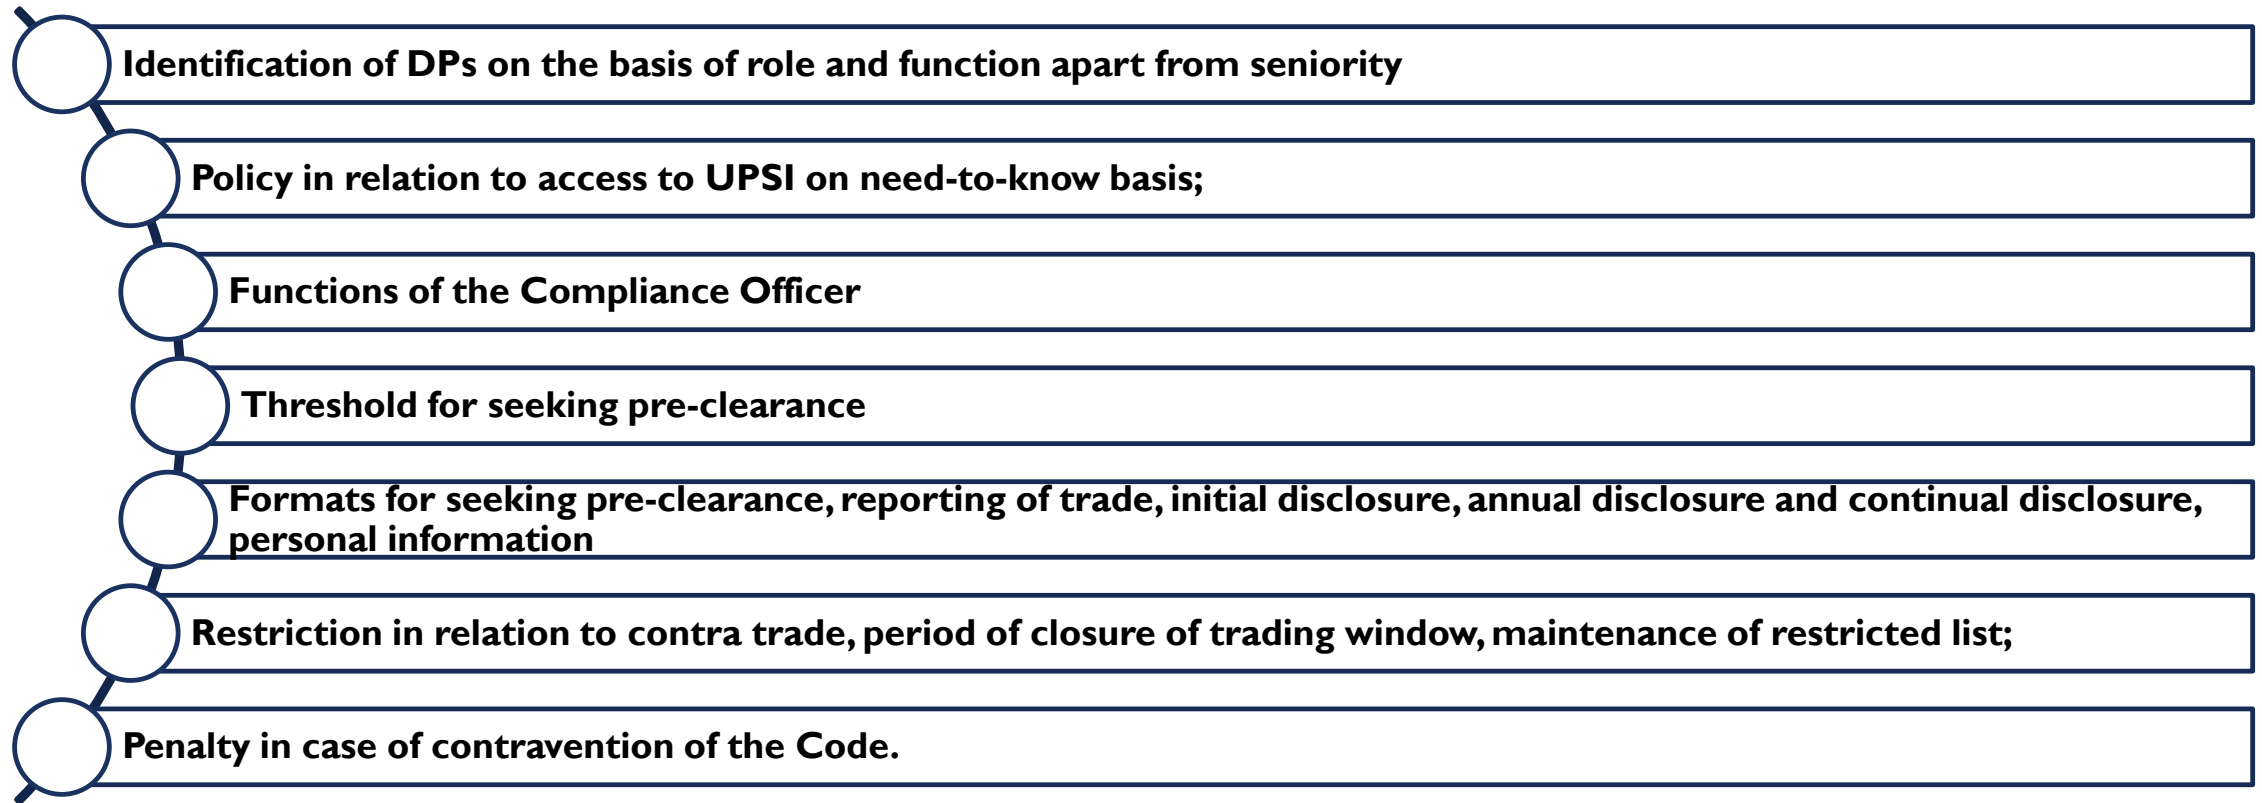 Identification of DPs on the basis of role and function apart from seniority
Policy in relation to access to UPSI on need-to-know basis;
Functions of the Compliance Officer
Threshold for seeking pre-clearance
Formats for seeking pre-clearance, reporting of trade, initial disclosure, annual disclosure and continual disclosure,
personal information
Restriction in relation to contra trade, period of closure of trading window, maintenance of restricted list;
Penalty in case of contravention of the Code.